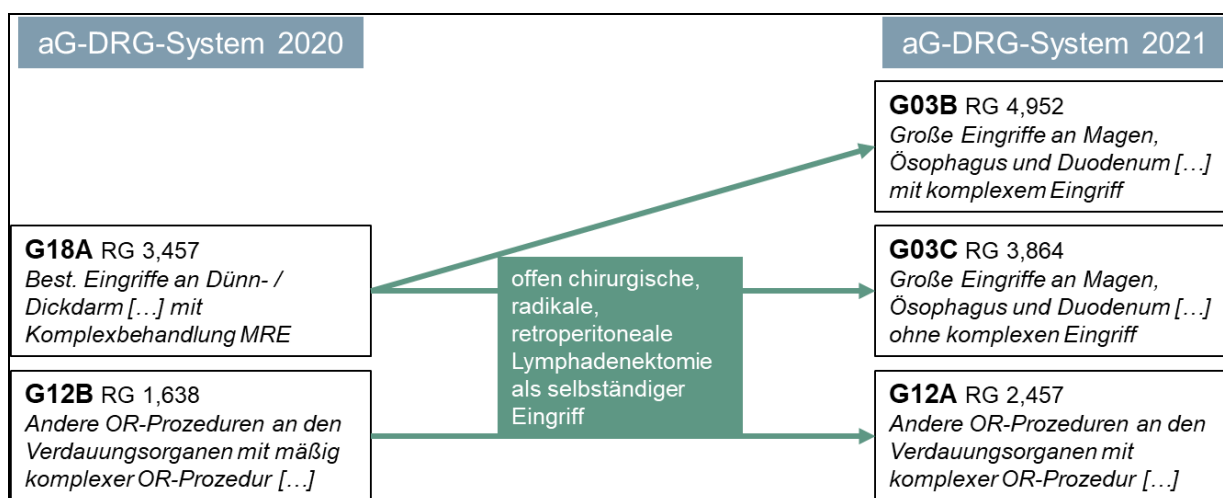 aG-DRG-System 2020
aG-DRG-System 2021
G03B RG 4,952
Große Eingriffe an Magen,
Ösophagus und Duodenum [...]
mit komplexem Eingriff
G18A RG 3,457
Best. Eingriffe an Dünn- /
Dickdarm [...] mit
Komplexbehandlung MRE
offen chirurgische,
radikale,
retroperitoneale
Lymphadenektomie
als selbständiger
Eingriff
G03C RG 3,864
Große Eingriffe an Magen,
Ösophagus und Duodenum [...]
ohne komplexen Eingriff
G12B RG 1,638
Andere OR-Prozeduren an den
Verdauungsorganen mit mäßig
komplexer OR-Prozedur [...]
G12A RG 2,457
Andere OR-Prozeduren an den
Verdauungsorganen mit
komplexer OR-Prozedur [...]